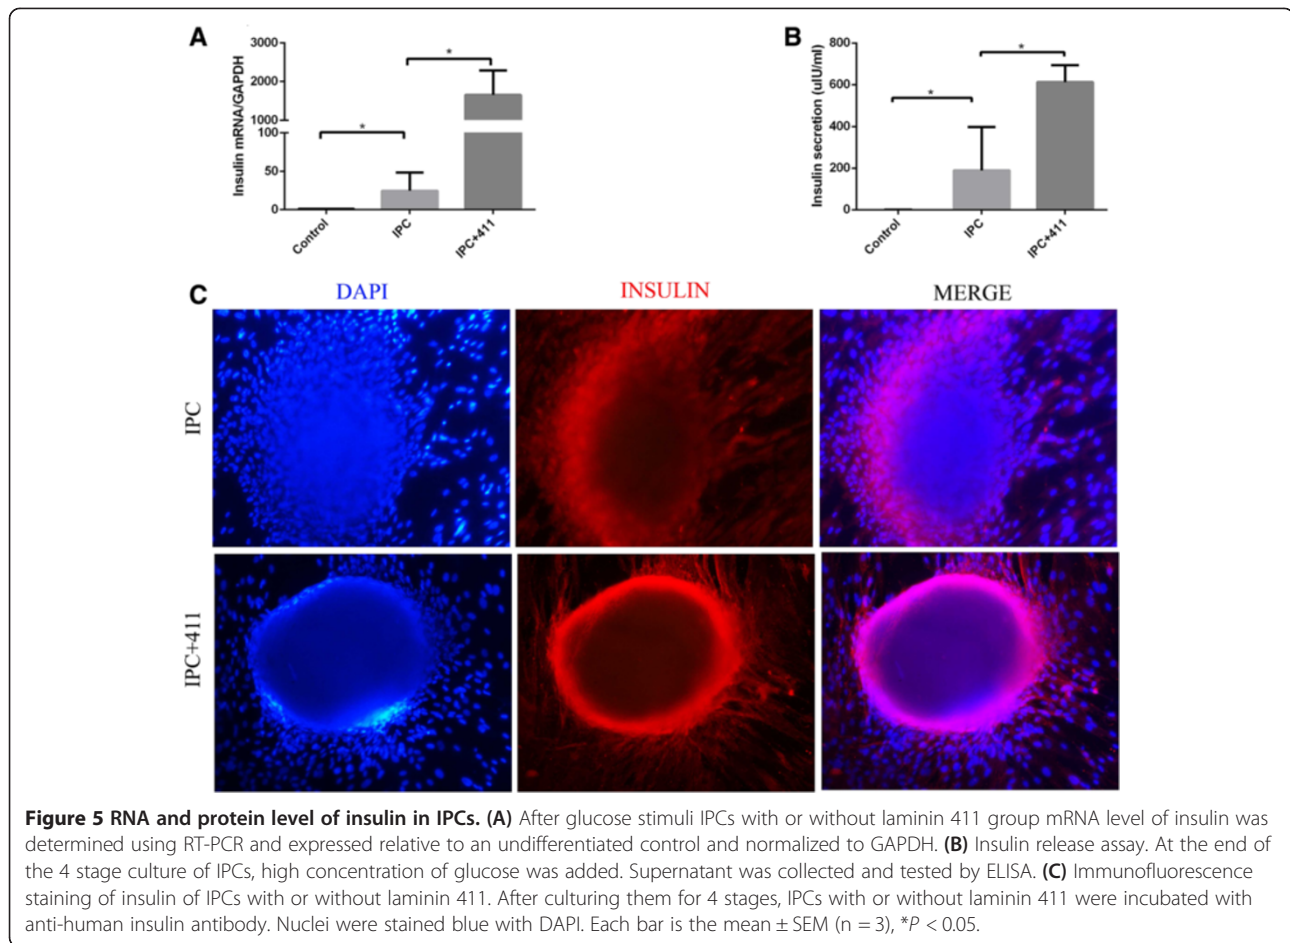 A
Insulin mRNA/GAPDH
3000
2000
1000
100
50
0
*
*
Control
IPC
IPC+411
B
Insulin secretion (uIU/ml)
800
600
400
200
0
*
*
Control
IPC
IPC+411
C
DAPI
INSULIN
MERGE
IPC
IPC+411
Figure 5 RNA and protein level of insulin in IPCs. (A) After glucose stimuli IPCs with or without laminin 411 group mRNA level of insulin was
determined using RT-PCR and expressed relative to an undifferentiated control and normalized to GAPDH. (B) Insulin release assay. At the end of
the 4 stage culture of IPCs, high concentration of glucose was added. Supernatant was collected and tested by ELISA. (C) Immunofluorescence
staining of insulin of IPCs with or without laminin 411. After culturing them for 4 stages, IPCs with or without laminin 411 were incubated with
anti-human insulin antibody. Nuclei were stained blue with DAPI. Each bar is the mean ± SEM (n = 3), *P < 0.05.